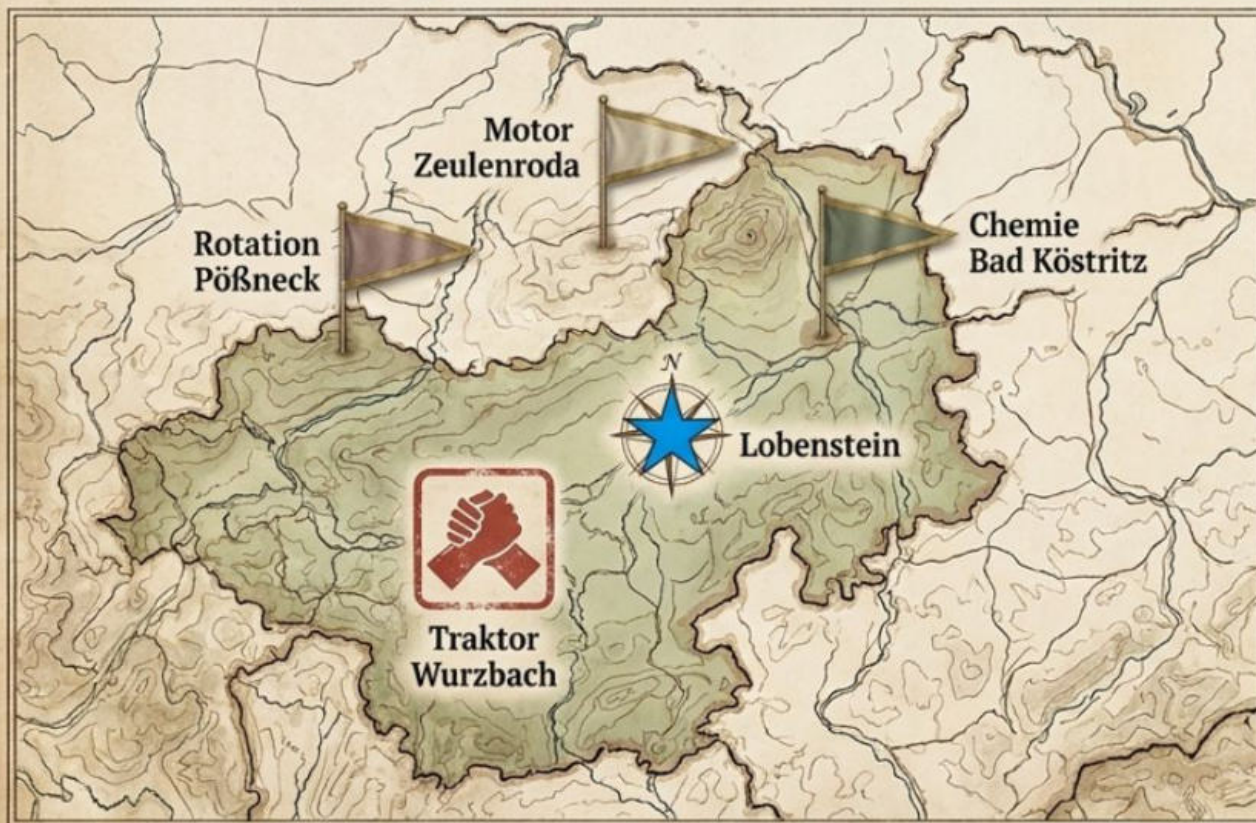 Motor
Zeulenroda
Rotation
Pößneck
Chemie
Bad Köstritz
N
Lobenstein
Traktor
Wurzbach